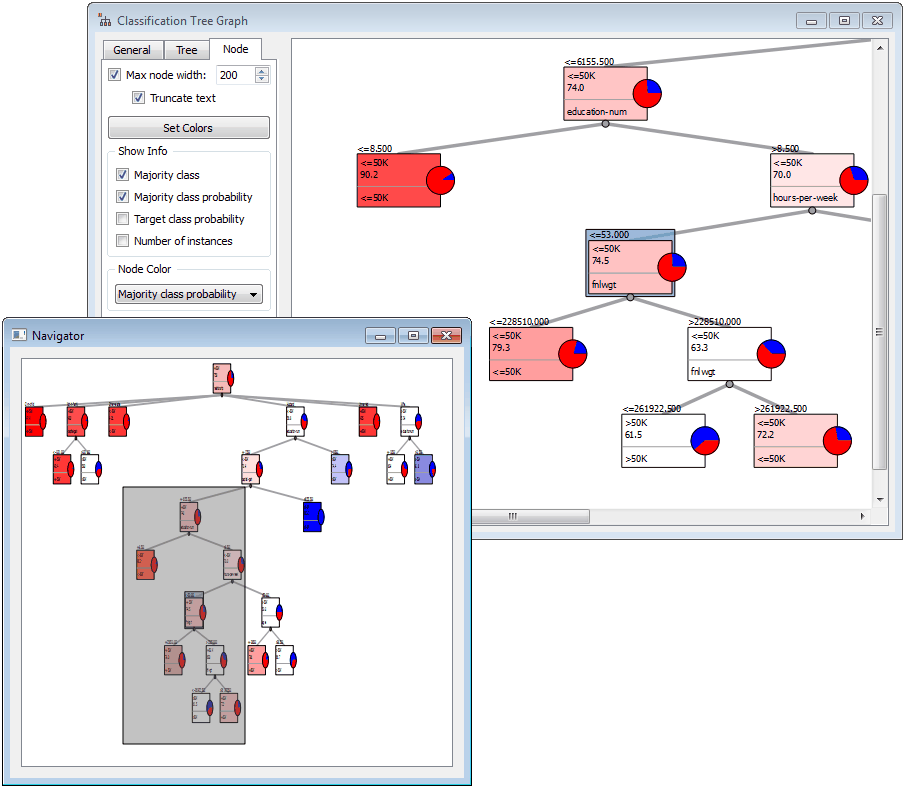 Classification Tree Graph
General Tree Node
Max node width: 200
Truncate text
Set Colors
Show Info
Majority class
Majority class probability
Target class probability
Number of instances
Node Color
Majority class probability
<=6155.500
<=50K
74.0
education-num
<=8.500
<=50K
90.2
<=50K
>8.500
<=50K
70.0
hours-per-week
<=53.000
<=50K
74.5
fnlwgt
<=228510.000
<=50K
79.3
<=50K
>228510.000
<=50K
63.3
fnlwgt
<=261922.500
>50K
61.5
>50K
>261922.500
<=50K
72.2
<=50K
Navigator